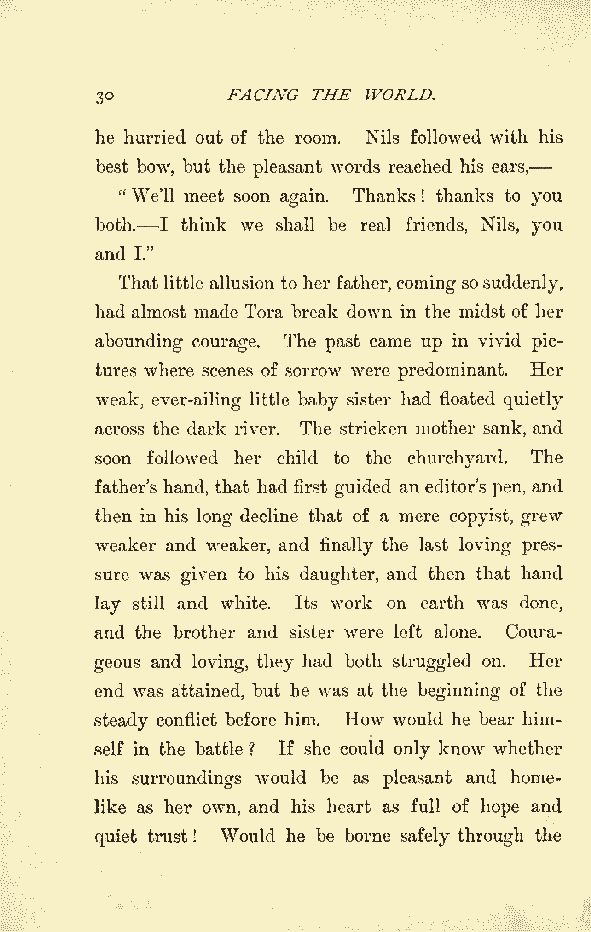 30 FACING THE WORLD.
he hurried out of the room. Nils followed with his
best bow, but the pleasant words reached his ears,—
“We’ll meet soon again. Thanks! thanks to you
both.—I think we shall be real friends, Nils, you
and I.”
That little allusion to her father, coming so suddenly,
had almost made Tora break down in the midst of her
abounding courage. The past came up in vivid pic-
tures where scenes of sorrow were predominant. Her
weak, ever-ailing little baby sister had floated quietly
across the dark river. The stricken mother sank, and
soon followed her child to the churchyard. The
father’s hand, that had first guided an editor’s pen, and
then in his long decline that of a mere copyist, grew
weaker and weaker, and finally the last loving pres-
sure was given to his daughter, and then that hand
lay still and white. Its work on earth was done,
and the brother and sister were left alone. Coura-
geous and loving, they had both struggled on. Her
end was attained, but he was at the beginning of the
steady conflict before him. How would he bear him-
self in the battle? If she could only know whether
his surroundings would be as pleasant and home-
like as her own, and his heart as full of hope and
quiet trust! Would he be borne safely through the